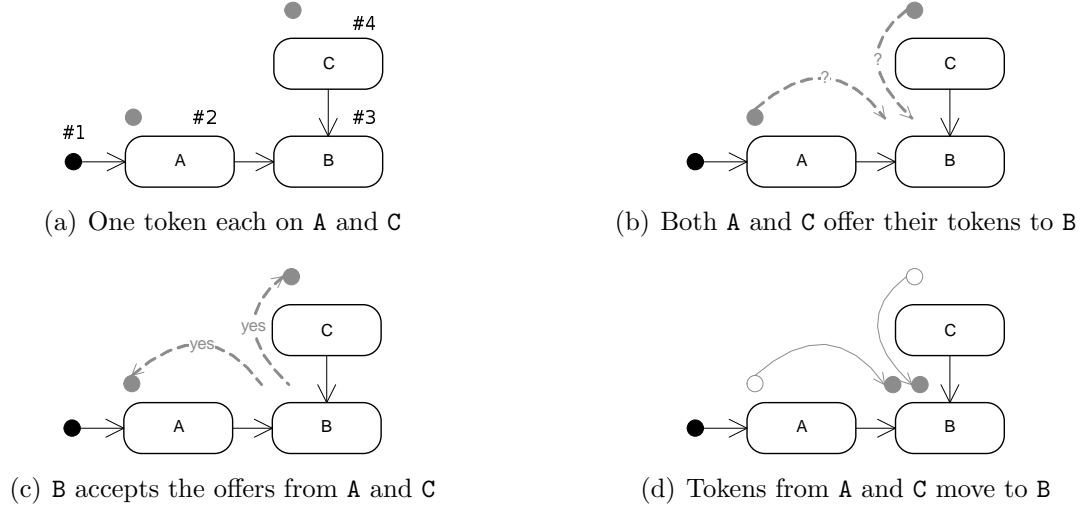 #4
C
#1
#2
#3
A
B
(a) One token each on A and C
?
?
C
A
B
(b) Both A and C offer their tokens to B
yes
yes
C
A
B
(c) B accepts the offers from A and C
C
A
B
(d) Tokens from A and C move to B